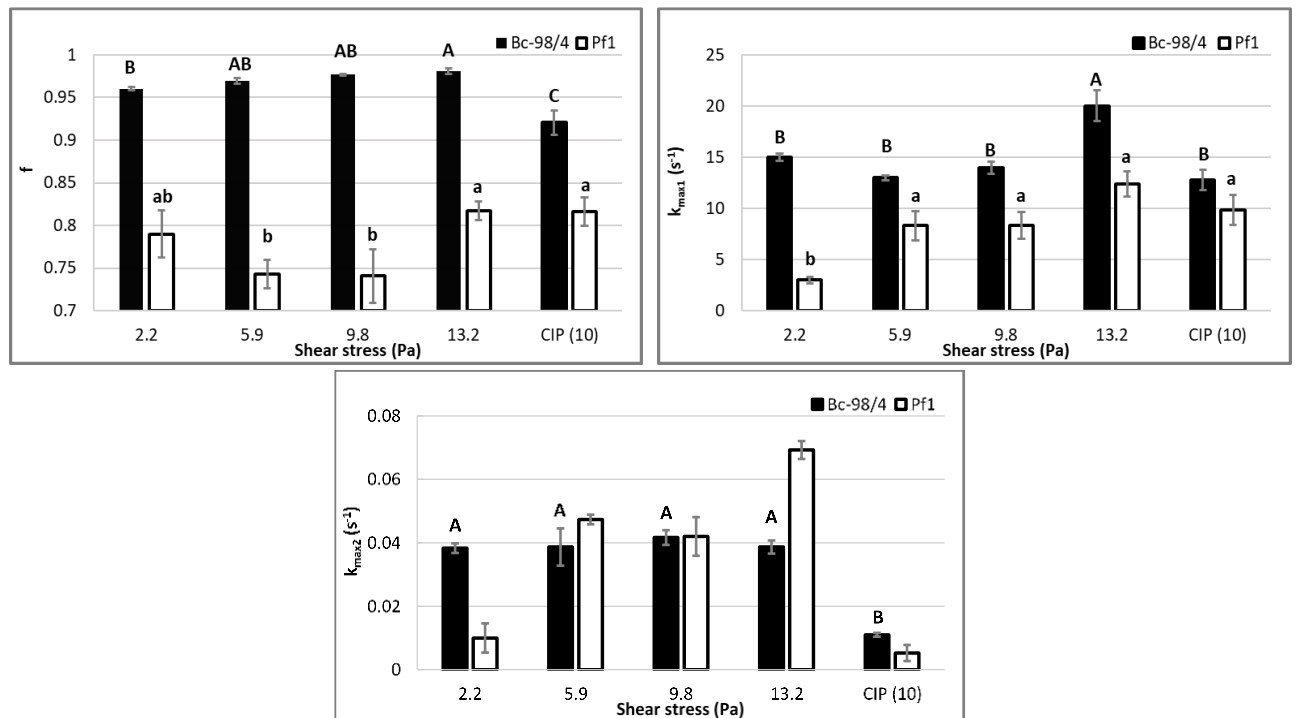 Bc-98/4 Pf1
1
0.95
0.9
0.85
0.8
0.75
0.7
f
B AB AB A C
ab b b a a
2.2 5.9 9.8 13.2 CIP (10)
Shear stress (Pa)
Bc-98/4 Pf1
25
20
15
10
5
0
kmax1 (s-1)
B B B A B
b a a a a
2.2 5.9 9.8 13.2 CIP (10)
Shear stress (Pa)
Bc-98/4 Pf1
0.08
0.06
0.04
0.02
0
kmax2 (s-1)
A A A A B
2.2 5.9 9.8 13.2 CIP (10)
Shear stress (Pa)